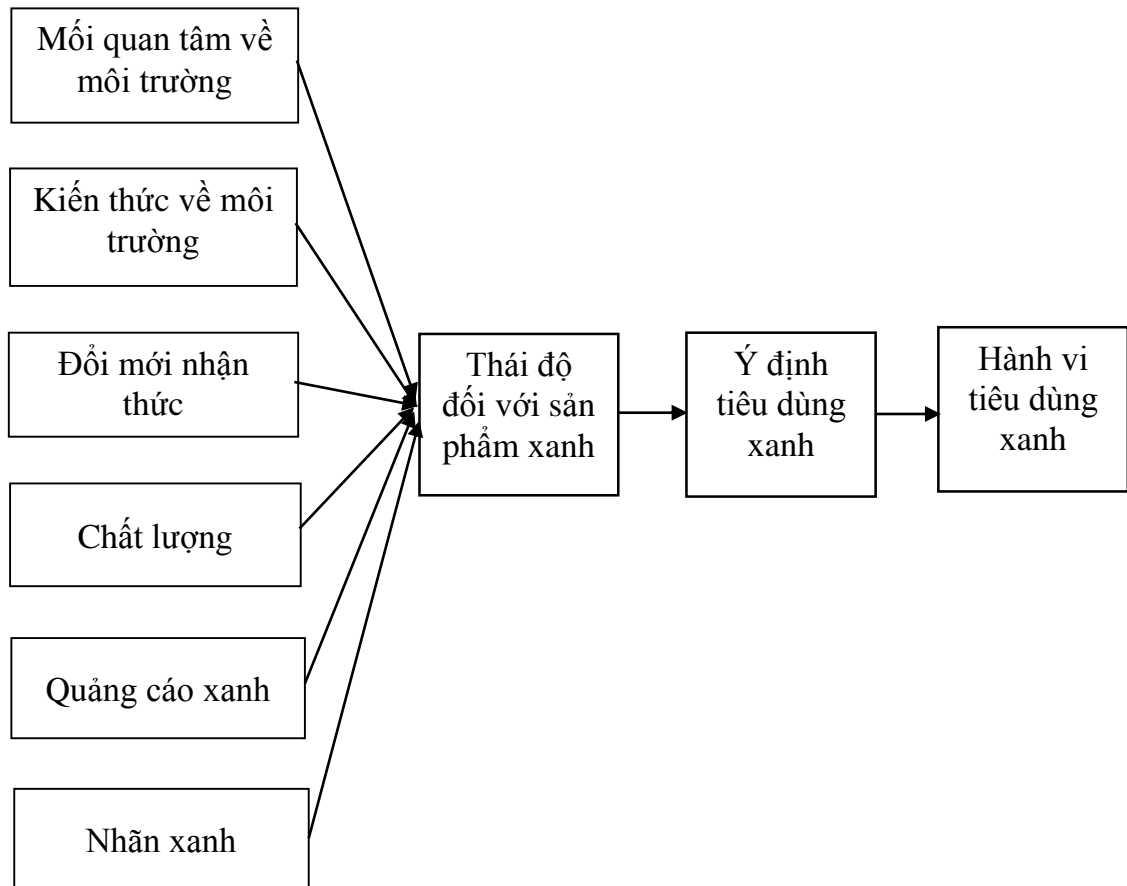 Mối quan tâm về
môi trường
Kiến thức về môi
trường
Đổi mới nhận
thức
Chất lượng
Quảng cáo xanh
Nhãn xanh
Thái độ
đối với sản
phẩm xanh
Ý định
tiêu dùng
xanh
Hành vi
tiêu dùng
xanh